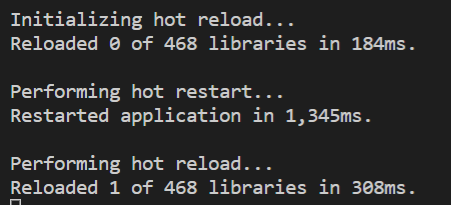 Initializing hot reload...
Reloaded 0 of 468 libraries in 184ms.
Performing hot restart...
Restarted application in 1,345ms.
Performing hot reload...
Reloaded 1 of 468 libraries in 308ms.